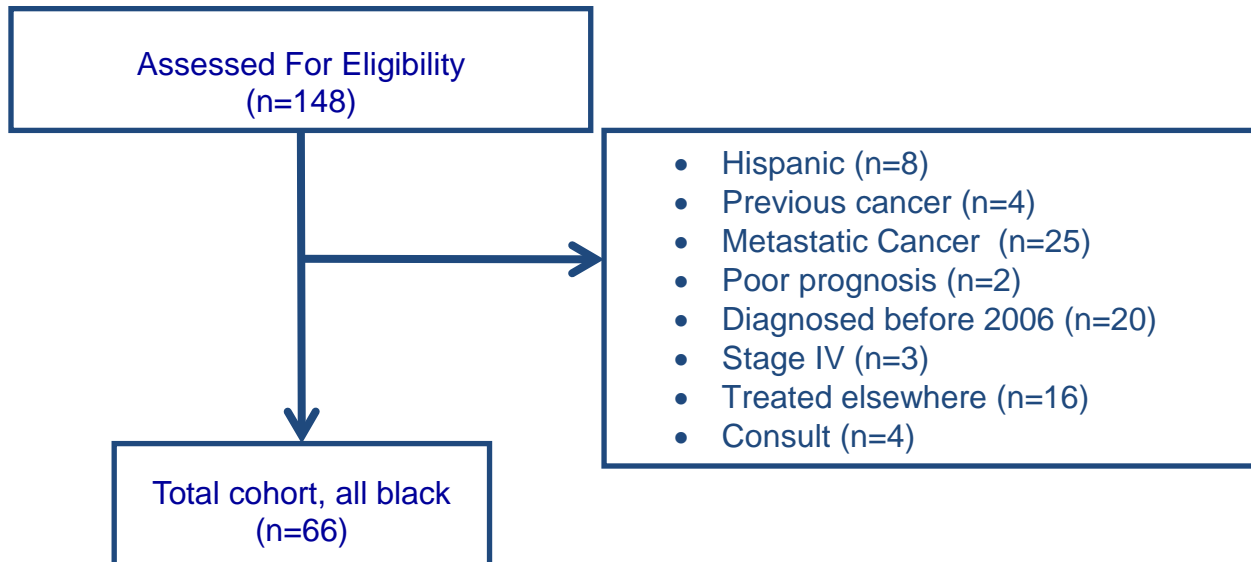 Assessed For Eligibility
(n=148)
• Hispanic (n=8)
• Previous cancer (n=4)
• Metastatic Cancer  (n=25)
• Poor prognosis (n=2)
• Diagnosed before 2006 (n=20)
• Stage IV (n=3)
• Treated elsewhere (n=16)
• Consult (n=4)
Total cohort, all black
(n=66)